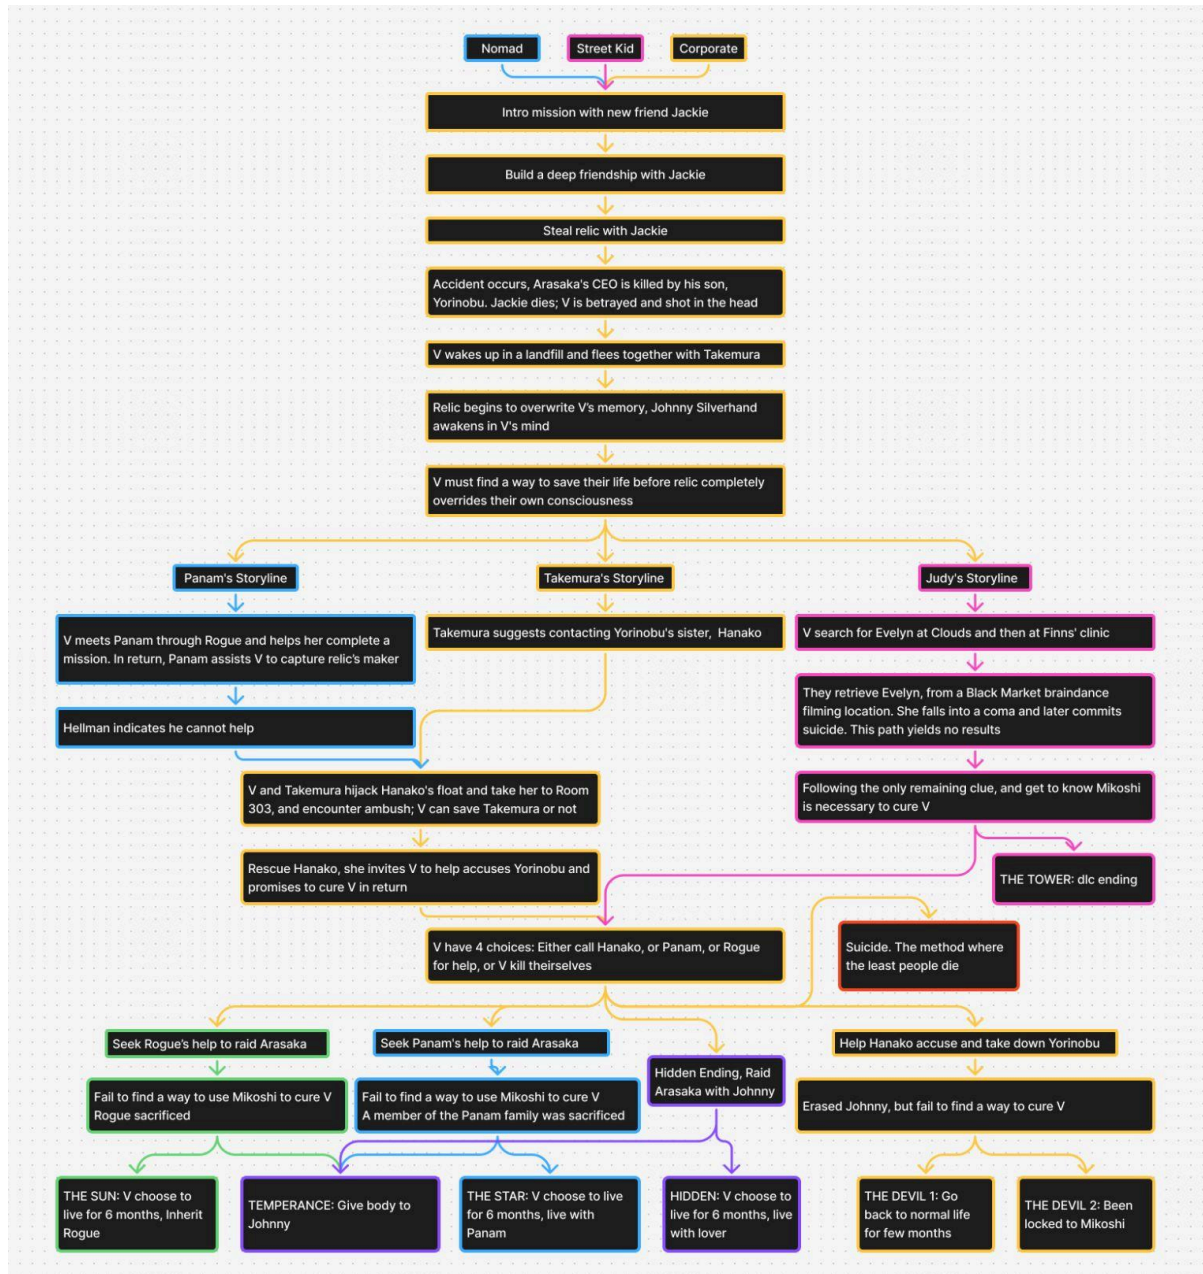 Nomad
Street Kid
Corporate
Intro mission with new friend Jackie
Build a deep friendship with Jackie
Steal relic with Jackie
Accident occurs, Arasaka's CEO is killed by his son,
Yorinobu. Jackie dies; V is betrayed and shot in the head
V wakes up in a landfill and flees together with Takemura
Relic begins to overwrite V's memory, Johnny Silverhand
awakens in V's mind
V must find a way to save their life before relic completely
overrides their own consciousness
Panam's Storyline
Takemura's Storyline
Judy's Storyline
V meets Panam through Rogue and helps her complete a
mission. In return, Panam assists V to capture relic's maker
Takemura suggests contacting Yorinobu's sister, Hanako
V search for Evelyn at Clouds and then at Finns' clinic
They retrieve Evelyn, from a Black Market braindance
filming location. She falls into a coma and later commits
suicide. This path yields no results
Hellman indicates he cannot help
V and Takemura hijack Hanako's float and take her to Room
303, and encounter ambush; V can save Takemura or not
Following the only remaining clue, and get to know Mikoshi
is necessary to cure V
Rescue Hanako, she invites V to help accuses Yorinobu and
promises to cure V in return
THE TOWER: dlc ending
V have 4 choices: Either call Hanako, or Panam, or Rogue
for help, or V kill theirselves
Suicide. The method where
the least people die
Seek Rogue's help to raid Arasaka
Seek Panam's help to raid Arasaka
Help Hanako accuse and take down Yorinobu
Hidden Ending, Raid
Arasaka with Johnny
Fail to find a way to use Mikoshi to cure V
Rogue sacrificed
Fail to find a way to use Mikoshi to cure V
A member of the Panam family was sacrificed
Erased Johnny, but fail to find a way to cure V
THE SUN: V choose to
live for 6 months, Inherit
Rogue
TEMPERANCE: Give body to
Johnny
THE STAR: V choose to live
for 6 months, live with
Panam
HIDDEN: V choose to
live for 6 months, live
with lover
THE DEVIL 1: Go
back to normal life
for few months
THE DEVIL 2: Been
locked to Mikoshi